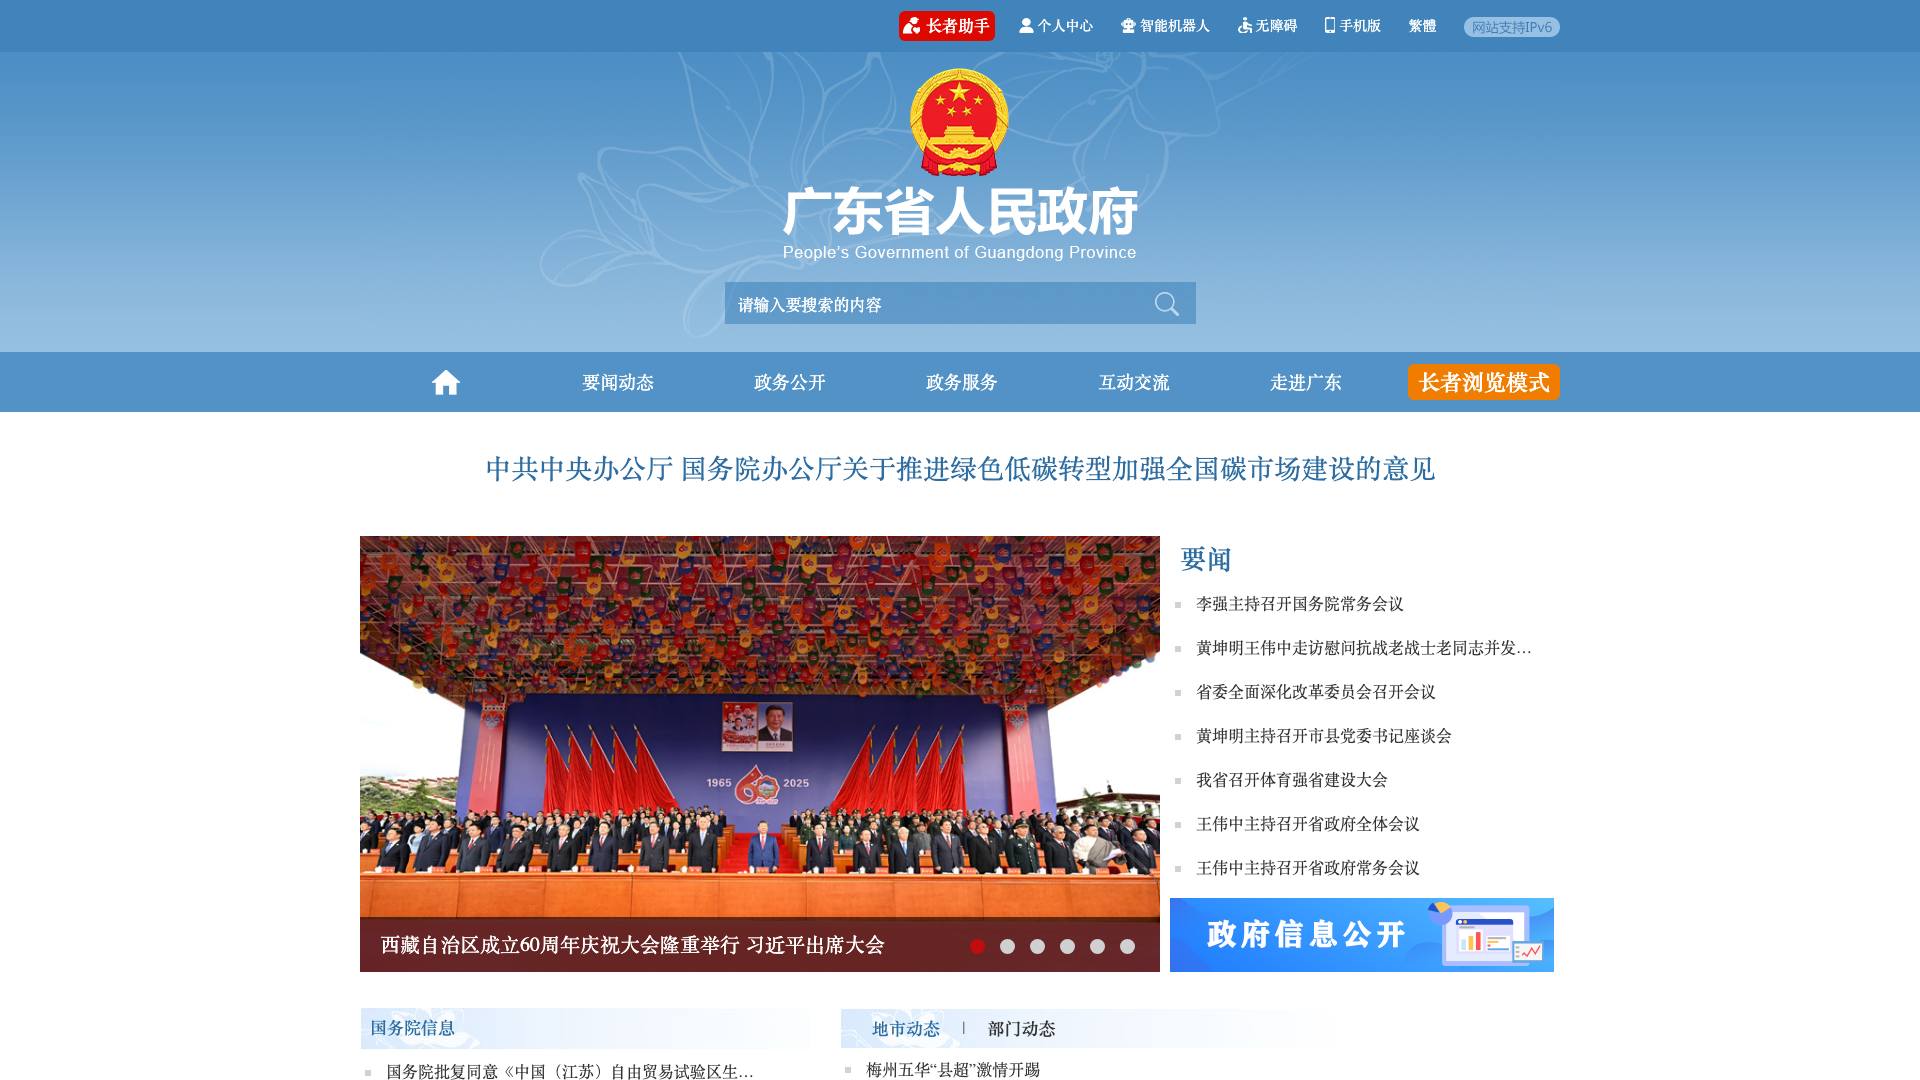 长者助手
个人中心
智能机器人
无障碍
手机版
繁體
网站支持IPv6
广东省人民政府
People's Government of Guangdong Province
请输入要搜索的内容
要闻动态
政务公开
政务服务
互动交流
走进广东
长者浏览模式
中共中央办公厅 国务院办公厅关于推进绿色低碳转型加强全国碳市场建设的意见
1965 60 2025
西藏自治区成立60周年庆祝大会隆重举行 习近平出席大会
要闻
李强主持召开国务院常务会议
黄坤明王伟中走访慰问抗战老战士老同志并发…
省委全面深化改革委员会召开会议
黄坤明主持召开市县党委书记座谈会
我省召开体育强省建设大会
王伟中主持召开省政府全体会议
王伟中主持召开省政府常务会议
政府信息公开
国务院信息
国务院批复同意《中国（江苏）自由贸易试验区生…
地市动态 | 部门动态
梅州五华“县超”激情开踢